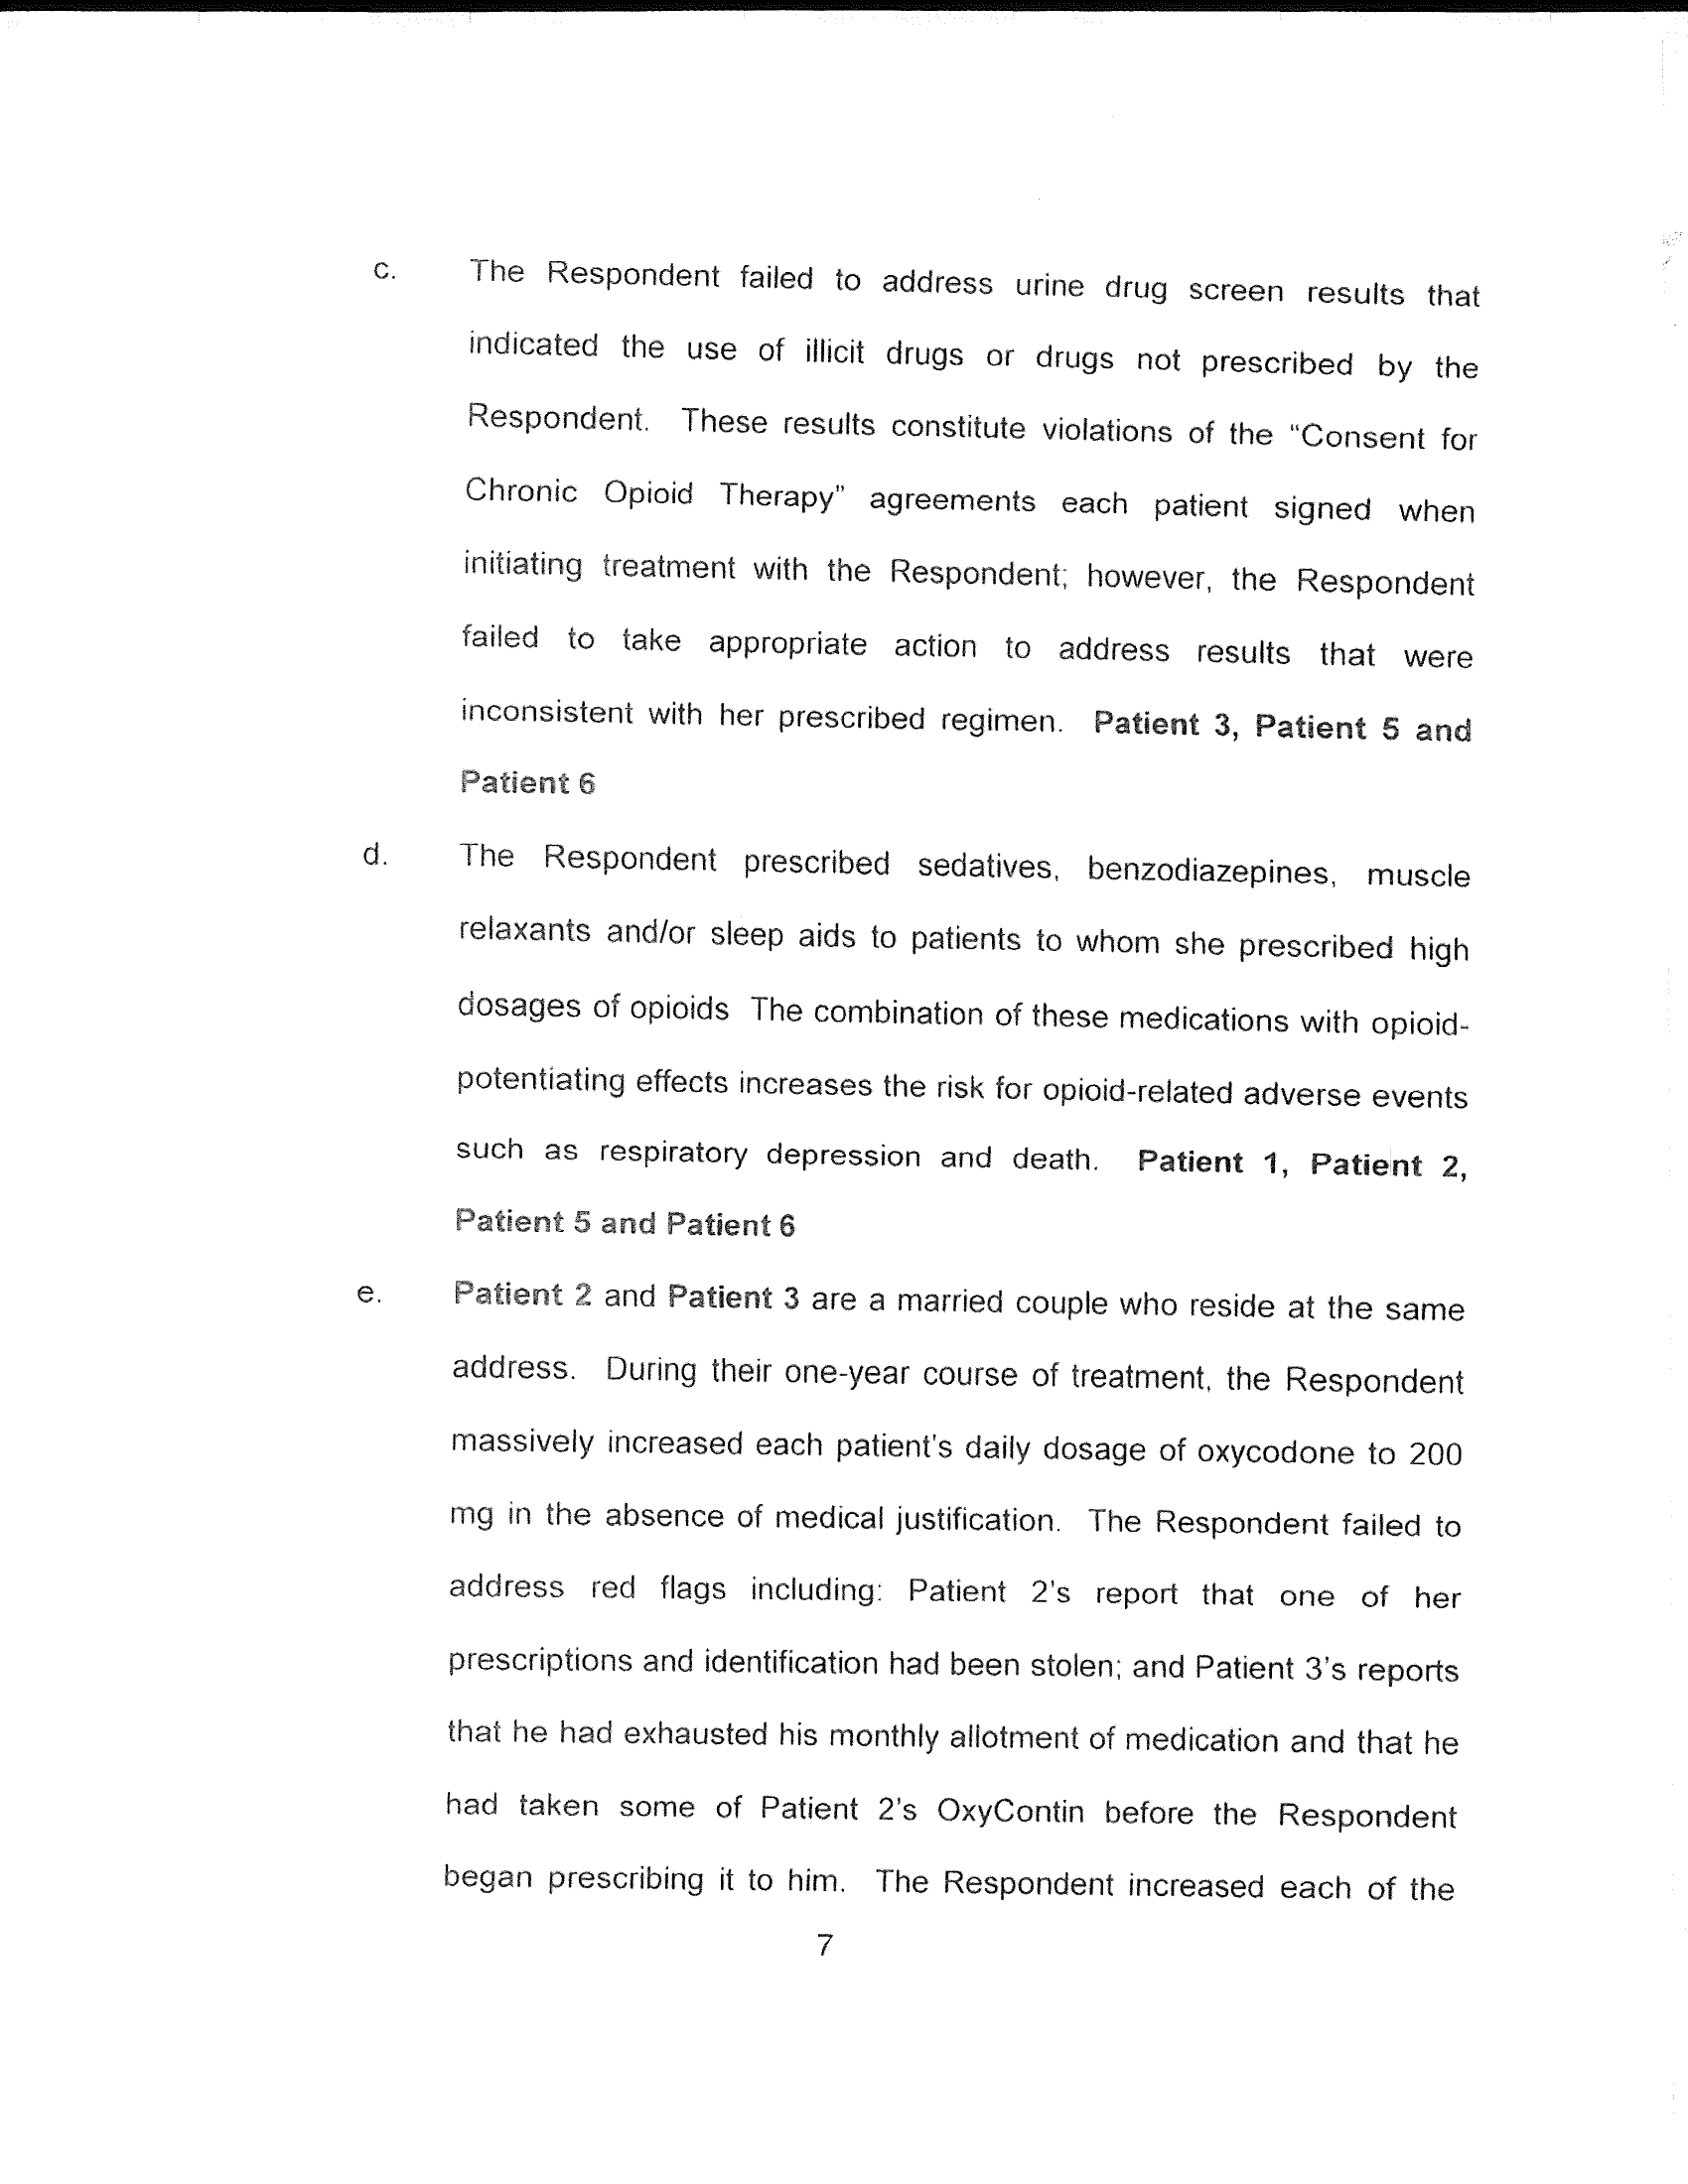 c. The Respondent failed to address urine drug screen results that
indicated the use of illicit drugs or drugs not prescribed by the
Respondent. These results constitute violations of the “Consent for
Chronic Opioid Therapy” agreements each patient signed when
initiating treatment with the Respondent; however, the Respondent
failed to take appropriate action to address results that were
inconsistent with her prescribed regimen. Patient 3, Patient 5 and
Patient 6
d. The Respondent prescribed sedatives, benzodiazepines, muscle
relaxants and/or sleep aids to patients to whom she prescribed high
dosages of opioids The combination of these medications with opioid-
potentiating effects increases the risk for opioid-related adverse events
such as respiratory depression and death. Patient 1, Patient 2,
Patient 5 and Patient 6
e. Patient 2 and Patient 3 are a married couple who reside at the same
address. During their one-year course of treatment, the Respondent
massively increased each patient's daily dosage of oxycodone to 200
mg in the absence of medical justification. The Respondent failed to
address red flags including: Patient 2's report that one of her
prescriptions and identification had been stolen; and Patient 3's reports
that he had exhausted his monthly allotment of medication and that he
had taken some of Patient 2's OxyContin before the Respondent
began prescribing it to him. The Respondent increased each of the
7